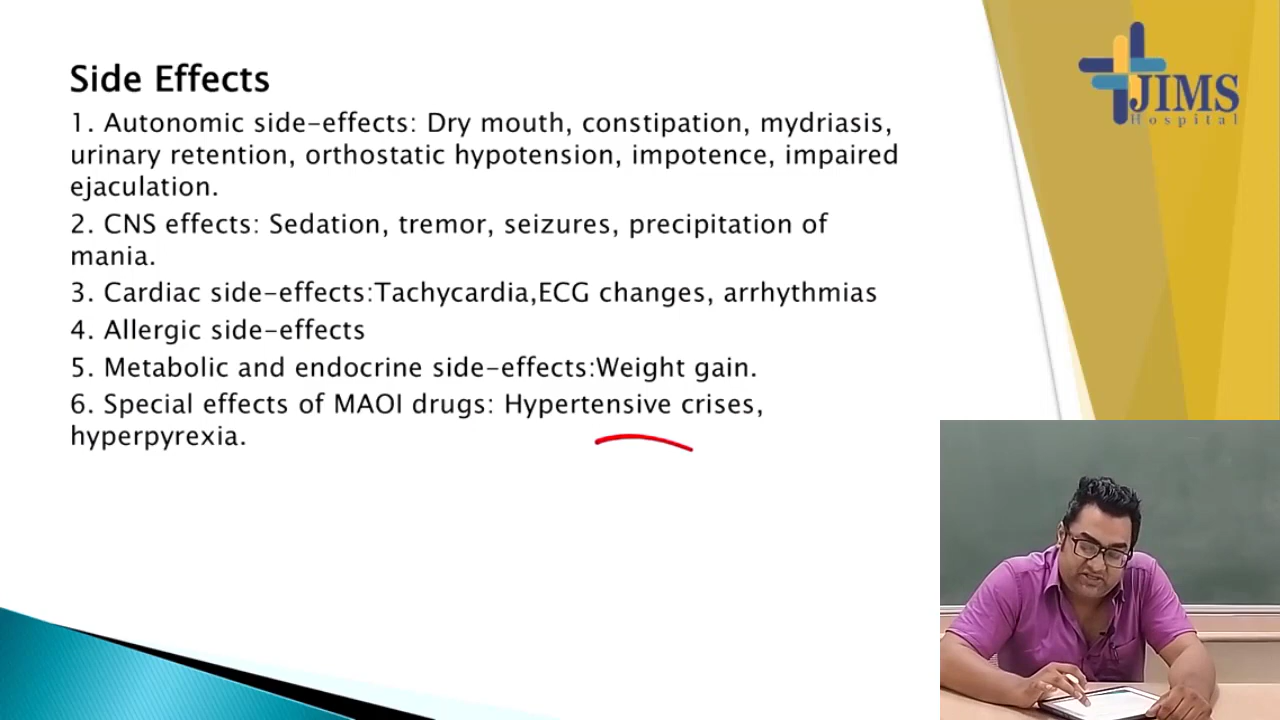 JIMS
Hospital
Side Effects
1. Autonomic side-effects: Dry mouth, constipation, mydriasis,
urinary retention, orthostatic hypotension, impotence, impaired
ejaculation.
2. CNS effects: Sedation, tremor, seizures, precipitation of
mania.
3. Cardiac side-effects:Tachycardia,ECG changes, arrhythmias
4. Allergic side-effects
5. Metabolic and endocrine side-effects:Weight gain.
6. Special effects of MAOI drugs: Hypertensive crises,
hyperpyrexia.